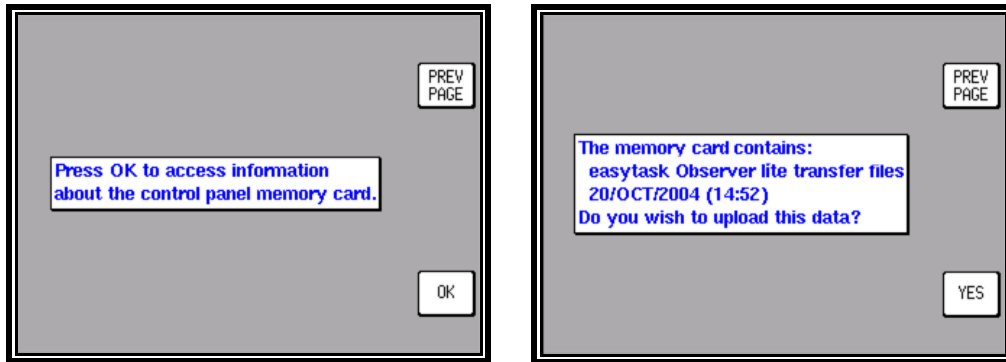 PREV
PAGE
Press OK to access information
about the control panel memory card.
OK
PREV
PAGE
The memory card contains:
easytask Observer lite transfer files
20/OCT/2004 (14:52)
Do you wish to upload this data?
YES